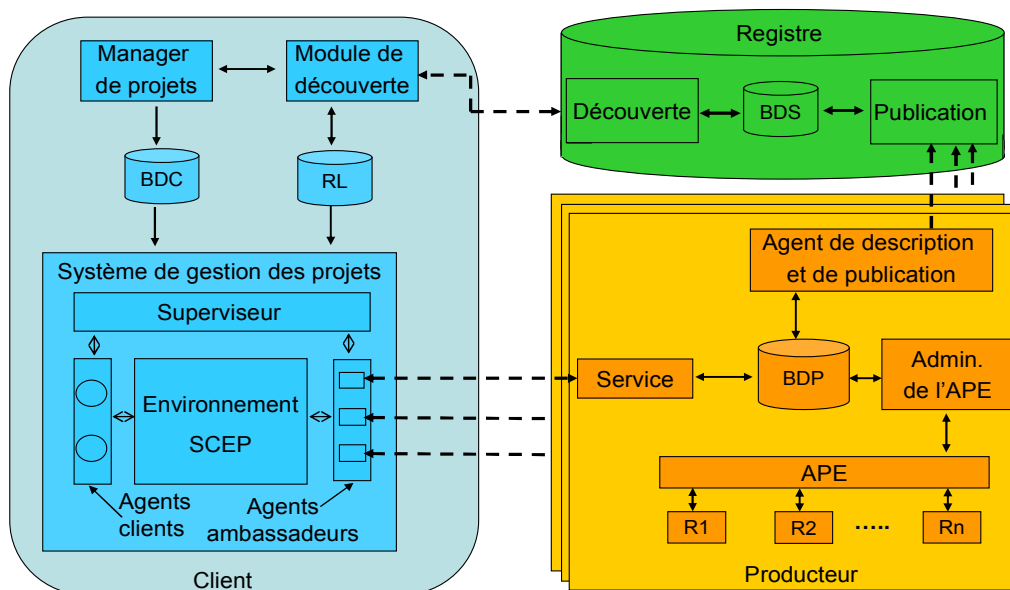 Manager
de projets
Module de
découverte
BDC
RL
Système de gestion des projets
Superviseur
Environnement
SCEP
Agents
clients
Agents
ambassadeurs
Client
Registre
Découverte
BDS
Publication
Agent de description
et de publication
Service
BDP
Admin.
de l'APE
APE
R1
R2
.....
Rn
Producteur